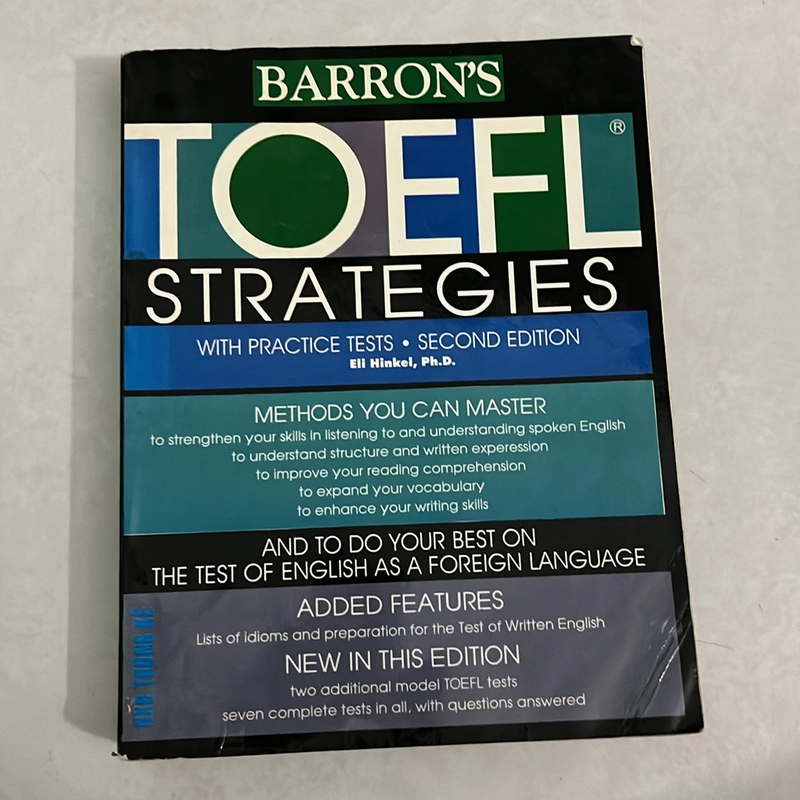 BARRON'S
TOEFL®
STRATEGIES
WITH PRACTICE TESTS • SECOND EDITION
Eli Hinkel, Ph.D.
METHODS YOU CAN MASTER
to strengthen your skills in listening to and understanding spoken English
to understand structure and written experession
to improve your reading comprehension
to expand your vocabulary
to enhance your writing skills
AND TO DO YOUR BEST ON
THE TEST OF ENGLISH AS A FOREIGN LANGUAGE
ADDED FEATURES
Lists of idioms and preparation for the Test of Written English
NEW IN THIS EDITION
two additional model TOEFL tests
seven complete tests in all, with questions answered
NXB THỐNG KÊ